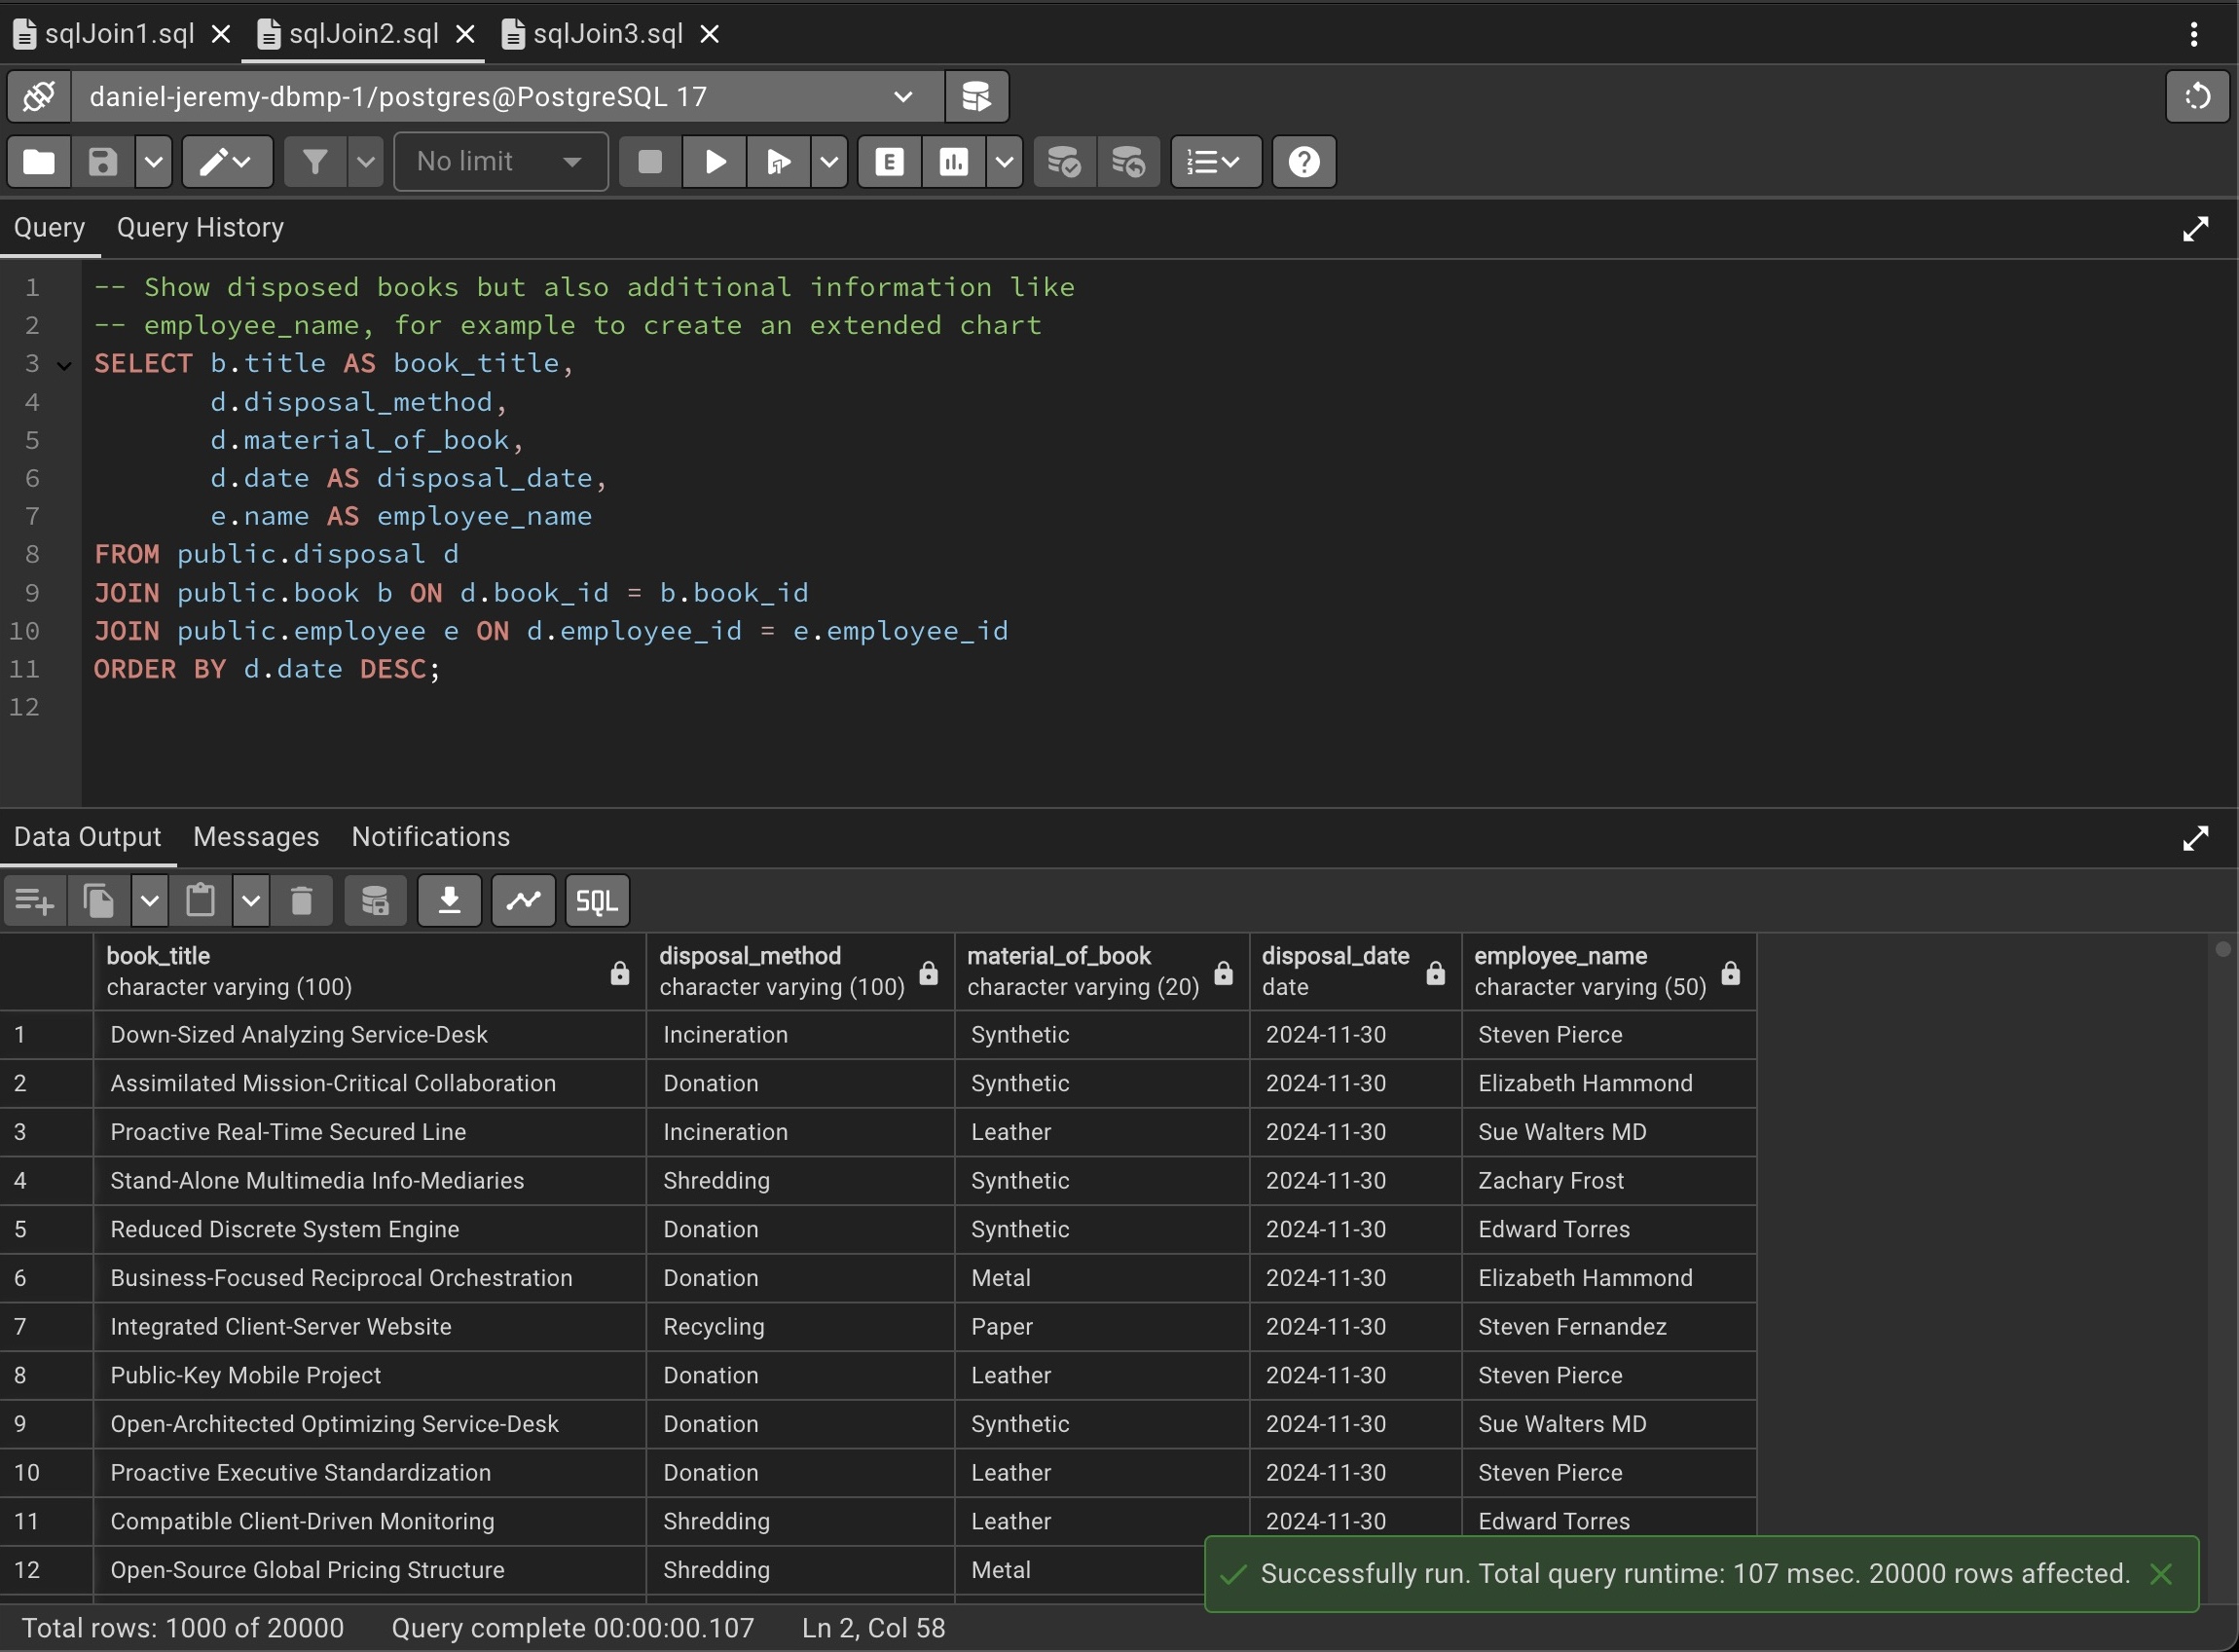 sqlJoin1.sql sqlJoin2.sql sqlJoin3.sql
daniel-jeremy-dbmp-1/postgres@PostgreSQL 17
No limit E
Query Query History
1 -- Show disposed books but also additional information like
2 -- employee_name, for example to create an extended chart
3 SELECT b.title AS book_title,
4 d.disposal_method,
5 d.material_of_book,
6 d.date AS disposal_date,
7 e.name AS employee_name
8 FROM public.disposal d
9 JOIN public.book b ON d.book_id = b.book_id
10 JOIN public.employee e ON d.employee_id = e.employee_id
11 ORDER BY d.date DESC;
12
Data Output Messages Notifications
SQL
book_title disposal_method material_of_book disposal_date employee_name
character varying (100) character varying (100) character varying (20) date character varying (50)
1 Down-Sized Analyzing Service-Desk Incineration Synthetic 2024-11-30 Steven Pierce
2 Assimilated Mission-Critical Collaboration Donation Synthetic 2024-11-30 Elizabeth Hammond
3 Proactive Real-Time Secured Line Incineration Leather 2024-11-30 Sue Walters MD
4 Stand-Alone Multimedia Info-Mediaries Shredding Synthetic 2024-11-30 Zachary Frost
5 Reduced Discrete System Engine Donation Synthetic 2024-11-30 Edward Torres
6 Business-Focused Reciprocal Orchestration Donation Metal 2024-11-30 Elizabeth Hammond
7 Integrated Client-Server Website Recycling Paper 2024-11-30 Steven Fernandez
8 Public-Key Mobile Project Donation Leather 2024-11-30 Steven Pierce
9 Open-Architected Optimizing Service-Desk Donation Synthetic 2024-11-30 Sue Walters MD
10 Proactive Executive Standardization Donation Leather 2024-11-30 Steven Pierce
11 Compatible Client-Driven Monitoring Shredding Leather 2024-11-30 Edward Torres
12 Open-Source Global Pricing Structure Shredding Metal
Successfully run. Total query runtime: 107 msec. 20000 rows affected.
Total rows: 1000 of 20000 Query complete 00:00:00.107 Ln 2, Col 58